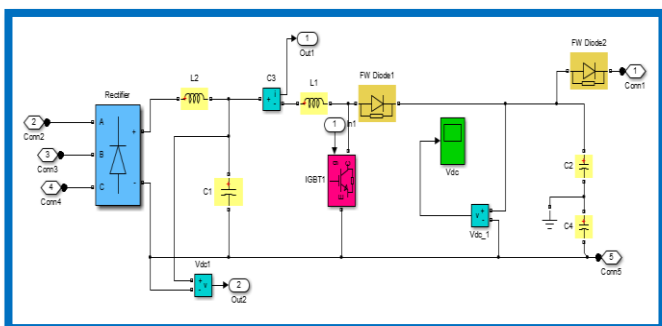 FW Diode2
1
Out1
1
Conn1
L2
C3
L1
FW Diode1
Rectifier
+
i
-
2
Conn2
A
+
1
In1
3
Conn3
B
Vdc
C2
IGBT1
4
Conn4
C
-
C1
+
v
-
Vdc_1
C4
Vdc1
5
Conn5
+
v
-
2
Out2